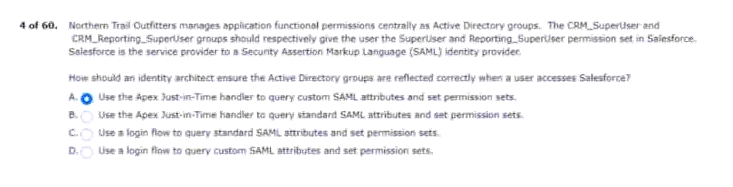 4 of 60. Northern Trail Outfitters manages application functional permissions centrally as Active Directory groups. The CRM_SuperUser and
CRM_Reporting_SuperUser groups should respectively give the user the SuperUser and Reporting_SuperUser permission set in Salesforce.
Salesforce is the service provider to a Security Assertion Markup Language (SAML) identity provider.
How should an identity architect ensure the Active Directory groups are reflected correctly when a user accesses Salesforce?
A. Use the Apex Just-in-Time handler to query custom SAML attributes and set permission sets.
B. Use the Apex Just-in-Time handler to query standard SAML attributes and set permission sets.
C. Use a login flow to query standard SAML attributes and set permission sets.
D. Use a login flow to query custom SAML attributes and set permission sets.